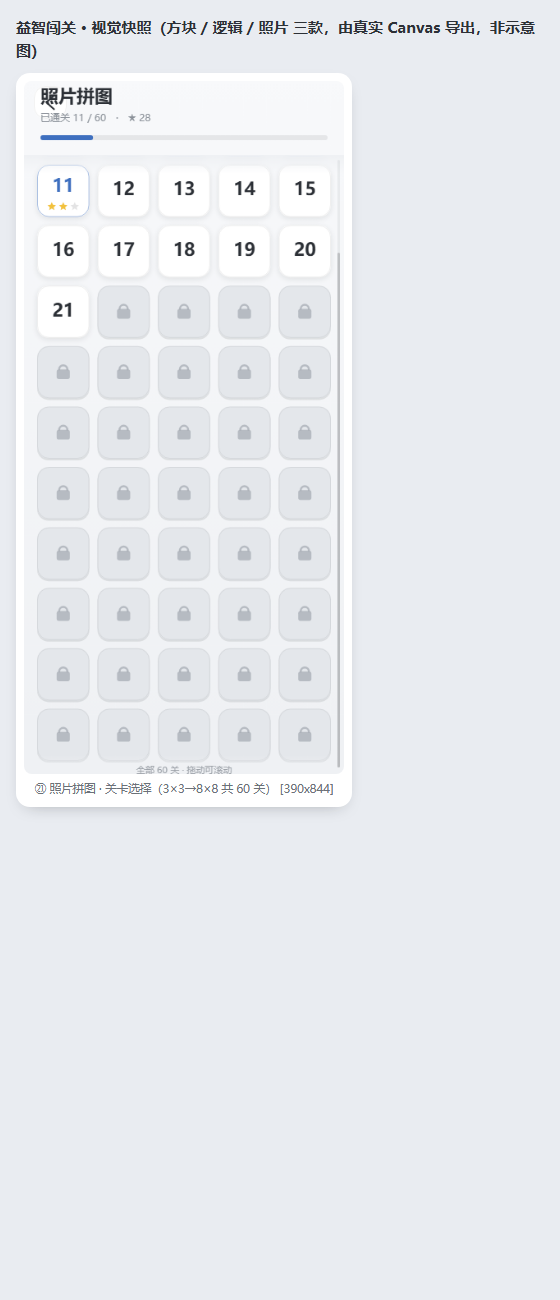 益智闯关 • 视觉快照（方块 / 逻辑 / 照片 三款，由真实 Canvas 导出，非示意
图）
照片拼图
已通关 11 / 60 · ★ 28
11 12 13 14 15
16 17 18 19 20
21
全部 60 关 · 拖动可滚动
㉑ 照片拼图 · 关卡选择（3×3→8×8 共 60 关） [390x844]